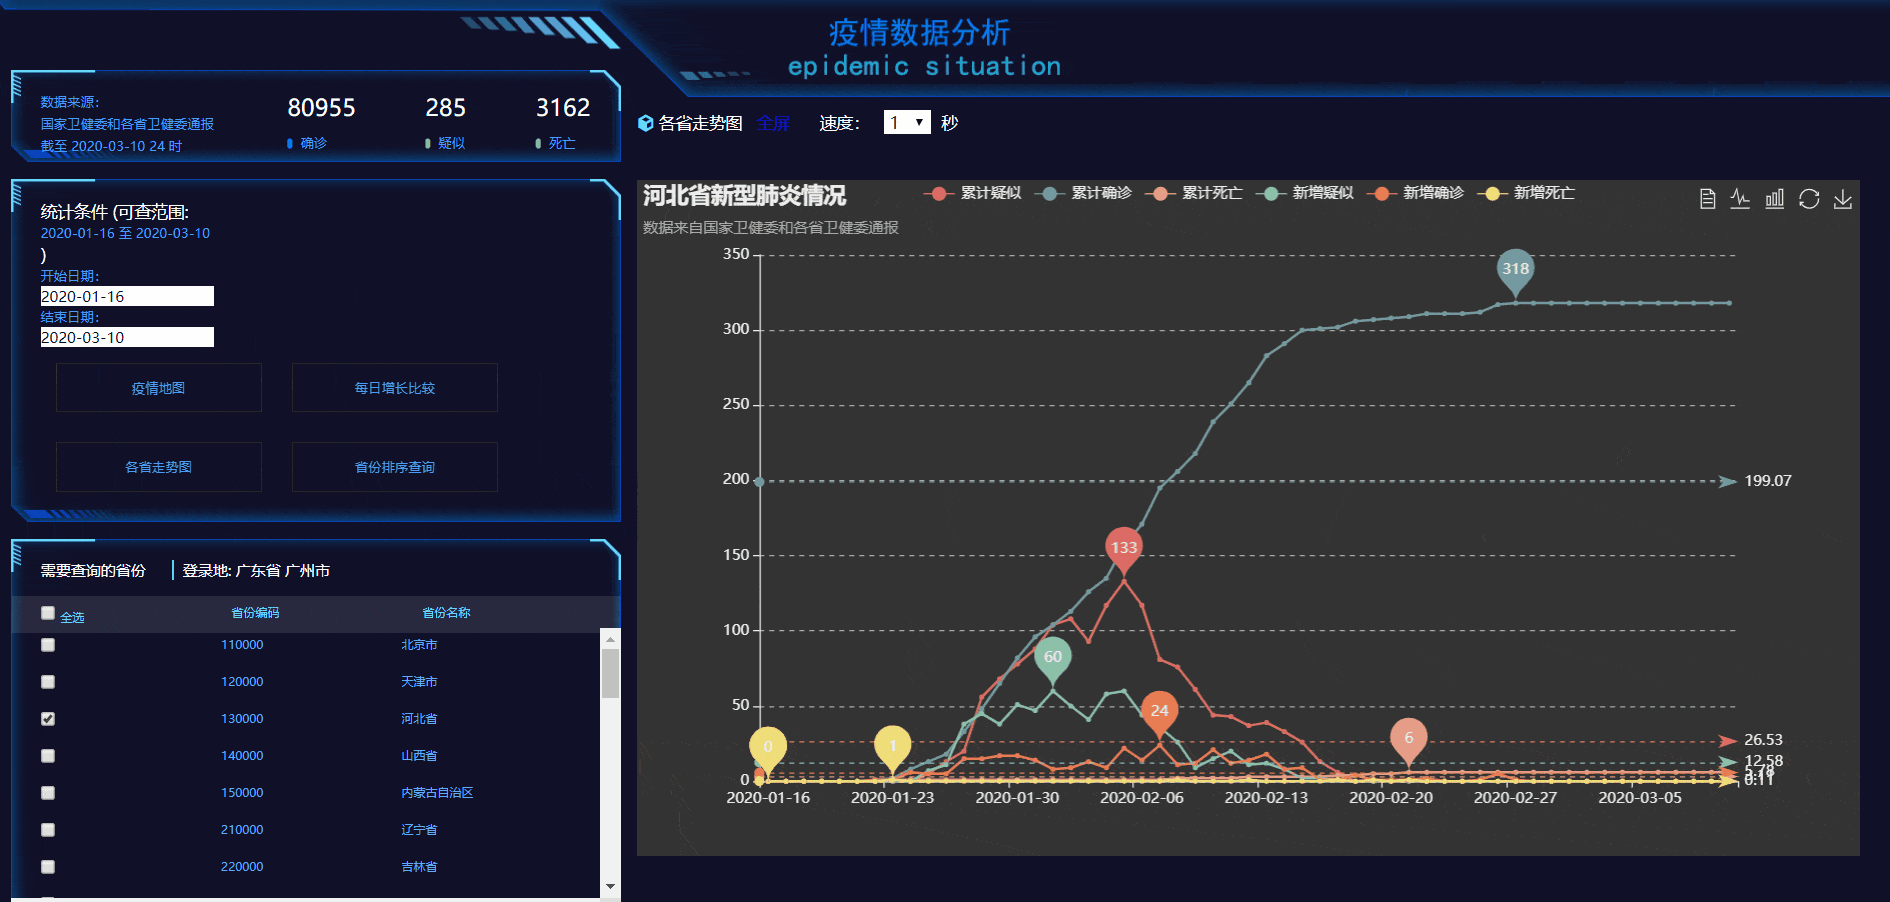 疫情数据分析
epidemic situation
数据来源:
国家卫健委和各省卫健委通报
截至 2020-03-10 24 时
80955 285 3162
确诊 疑似 死亡
统计条件 (可查范围:
2020-01-16 至 2020-03-10
)
开始日期:
2020-01-16
结束日期:
2020-03-10
疫情地图 每日增长比较
各省走势图 省份排序查询
需要查询的省份 登录地: 广东省 广州市
全选 省份编码 省份名称
110000 北京市
120000 天津市
130000 河北省
140000 山西省
150000 内蒙古自治区
210000 辽宁省
220000 吉林省
各省走势图 全屏 速度: 1 秒
河北省新型肺炎情况
累计疑似 累计确诊 累计死亡 新增疑似 新增确诊 新增死亡
数据来自国家卫健委和各省卫健委通报
350
318
300
250
200 199.07
150
133
100
60
50
24
6
0 1
26.53
12.58
5.78
0 0.11
2020-01-16 2020-01-23 2020-01-30 2020-02-06 2020-02-13 2020-02-20 2020-02-27 2020-03-05